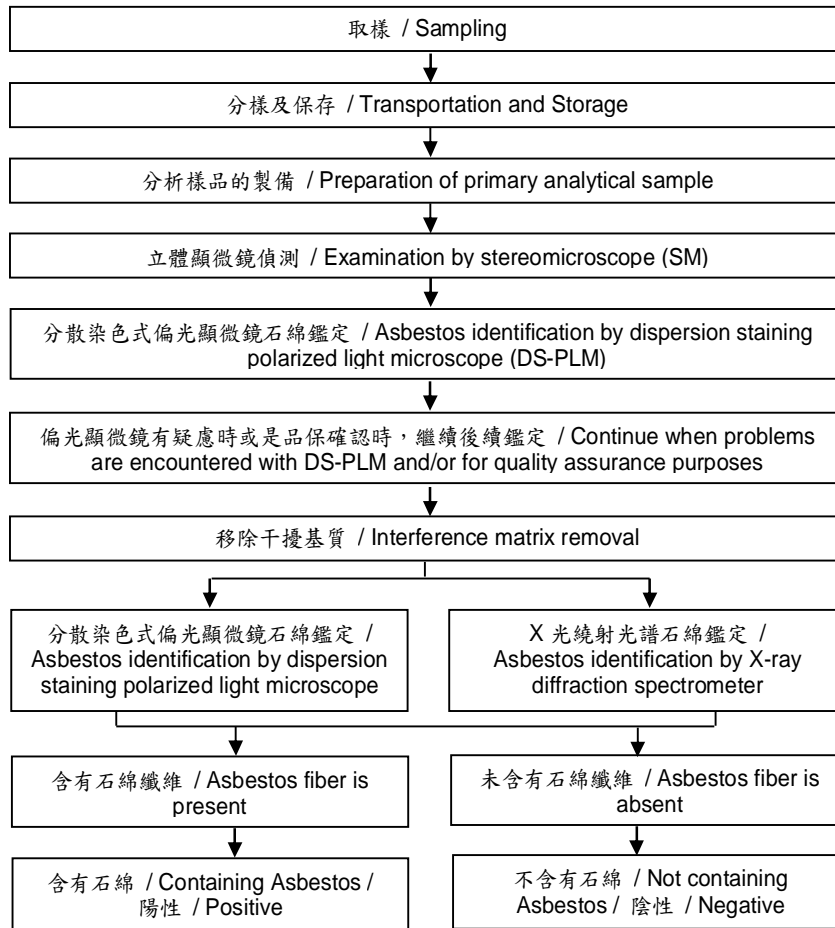 取樣 / Sampling
分樣及保存 / Transportation and Storage
分析樣品的製備 / Preparation of primary analytical sample
立體顯微鏡偵測 / Examination by stereomicroscope (SM)
分散染色式偏光顯微鏡石綿鑑定 / Asbestos identification by dispersion staining
polarized light microscope (DS-PLM)
偏光顯微鏡有疑慮時或是品保確認時，繼續後續鑑定 / Continue when problems
are encountered with DS-PLM and/or for quality assurance purposes
移除干擾基質 / Interference matrix removal
分散染色式偏光顯微鏡石綿鑑定 /
Asbestos identification by dispersion
staining polarized light microscope
X 光繞射光譜石綿鑑定 /
Asbestos identification by X-ray
diffraction spectrometer
含有石綿纖維 / Asbestos fiber is
present
未含有石綿纖維 / Asbestos fiber is
absent
含有石綿 / Containing Asbestos /
陽性 / Positive
不含有石綿 / Not containing
Asbestos / 陰性 / Negative